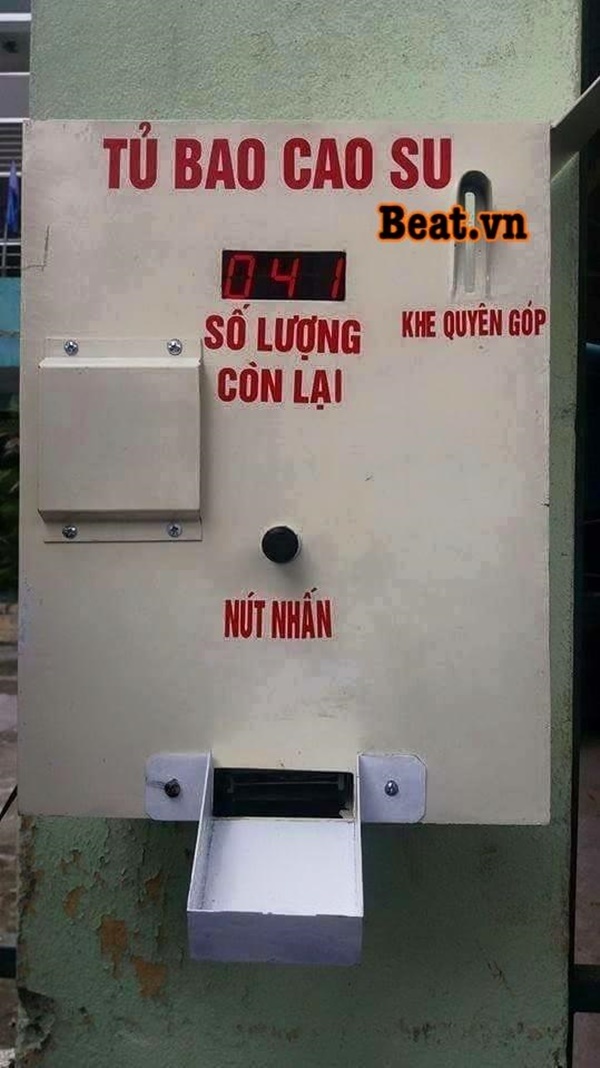 TỦ BAO CAO SU
Beat.vn
041
SỐ LƯỢNG
CÒN LẠI
KHE QUYÊN GÓP
NÚT NHẤN